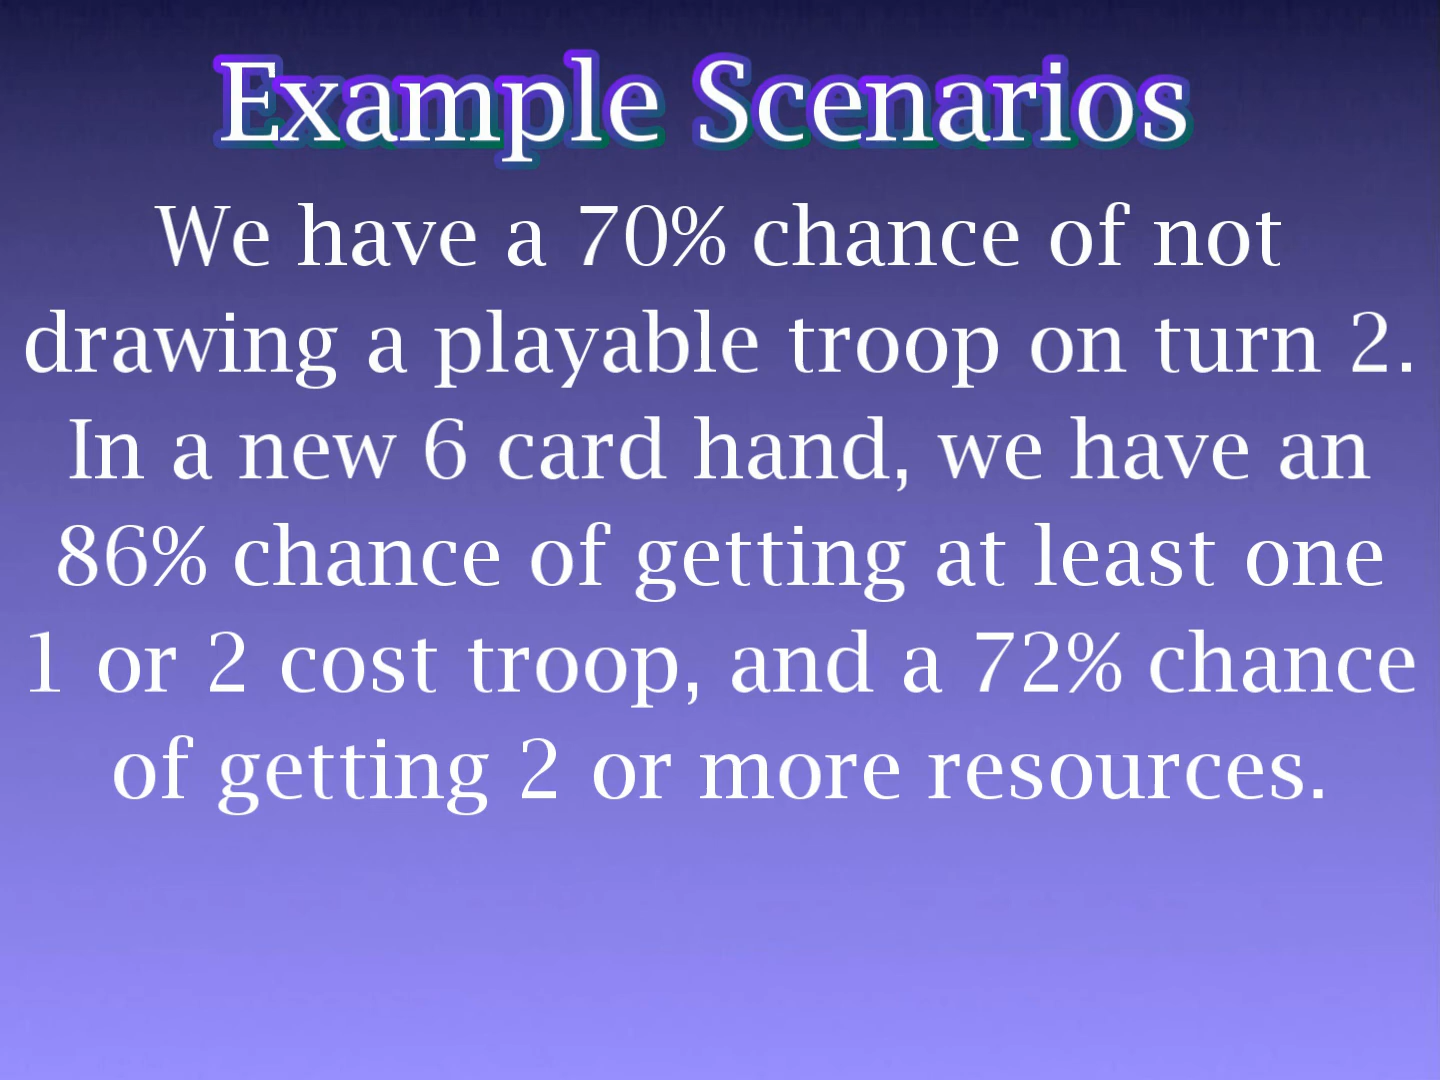 Example Scenarios
We have a 70% chance of not
drawing a playable troop on turn 2.
In a new 6 card hand, we have an
86% chance of getting at least one
1 or 2 cost troop, and a 72% chance
of getting 2 or more resources.